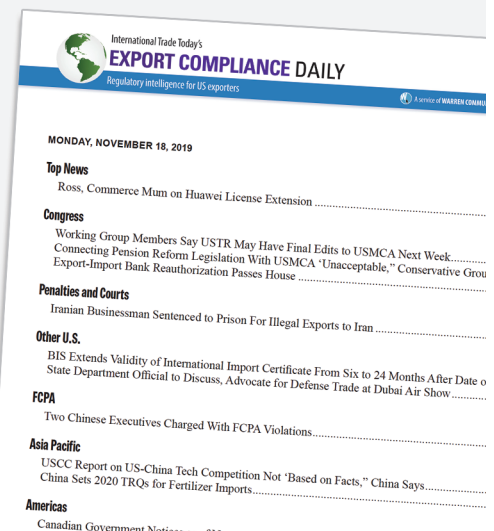 International Trade Today's
EXPORT COMPLIANCE DAILY
Regulatory intelligence for US exporters
A service of WARREN
MONDAY, NOVEMBER 18, 2019
Top News
Ross, Commerce Mum on Huawei License Extension
Congress
Working Group Members Say USTR May Have Final Edits to USMCA Next Week
Connecting Pension Reform Legislation With USMCA ‘Unacceptable,” Conservative
Export-Import Bank Reauthorization Passes House
Penalties and Courts
Iranian Businessman Sentenced to Prison For Illegal Exports to Iran
Other U.S.
BIS Extends Validity of International Import Certificate From Six to 24 Months After Date
State Department Official to Discuss, Advocate for Defense Trade at Dubai Air Show
FCPA
Two Chinese Executives Charged With FCPA Violations
Asia Pacific
USCC Report on US-China Tech Competition Not ‘Based on Facts,” China Says
China Sets 2020 TRQs for Fertilizer Imports
Americas
Canadian Government